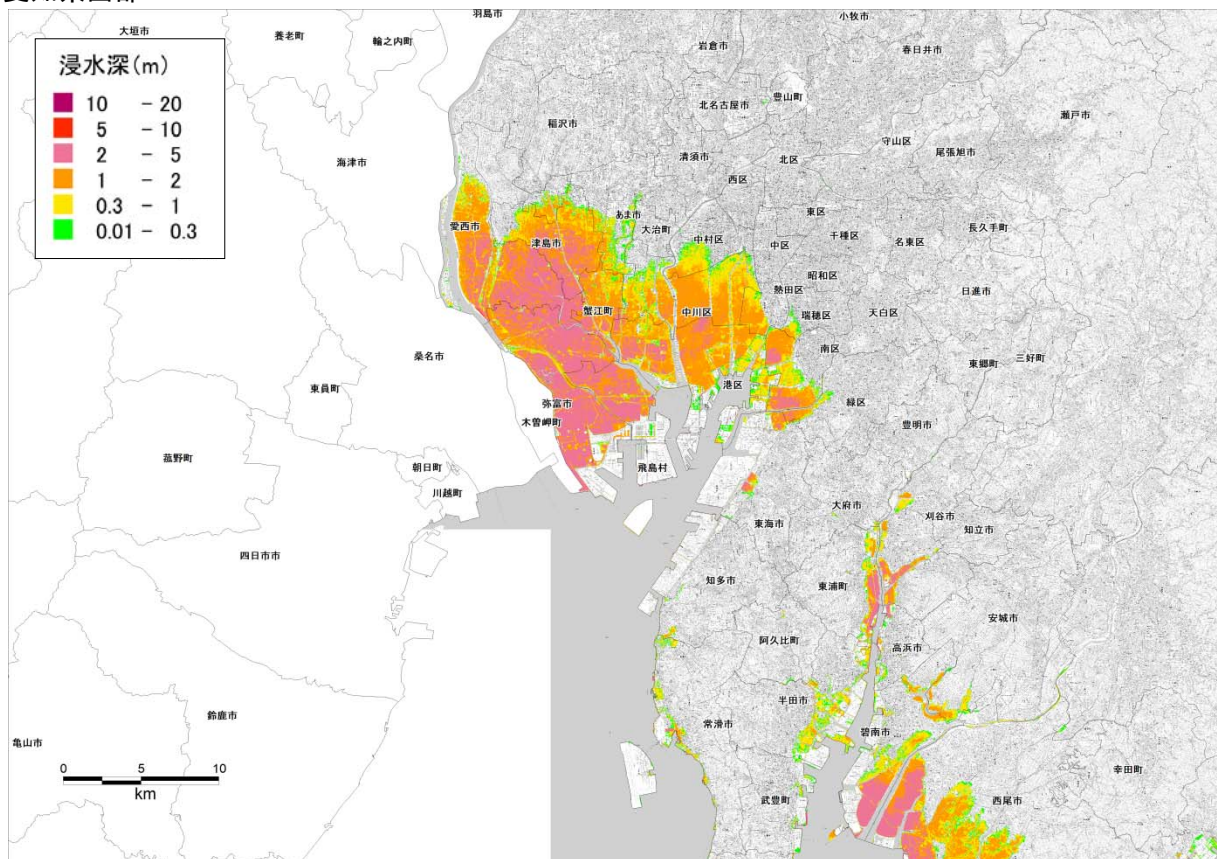 羽島市
大垣市
養老町
輪之内町
小牧市
岩倉市
春日井市
浸水深(m)
10 - 20
5 - 10
2 - 5
1 - 2
0.3 - 1
0.01 - 0.3
豊山町
北名古屋市
瀬戸市
稲沢市
守山区
海津市
清須市
北区
尾張旭市
西区
あま市
東区
愛西市
大治町
長久手町
津島市
中村区
中区
千種区
名東区
昭和区
熱田区
日進市
蟹江町
中川区
瑞穂区
天白区
南区
桑名市
東郷町
三好町
東員町
港区
弥富市
緑区
木曽岬町
豊明市
菰野町
朝日町
飛島村
川越町
大府市
刈谷市
東海市
知立市
四日市市
知多市
東浦町
安城市
阿久比町
高浜市
半田市
鈴鹿市
常滑市
碧南市
亀山市
幸田町
武豊町
西尾市
0 5 10
km